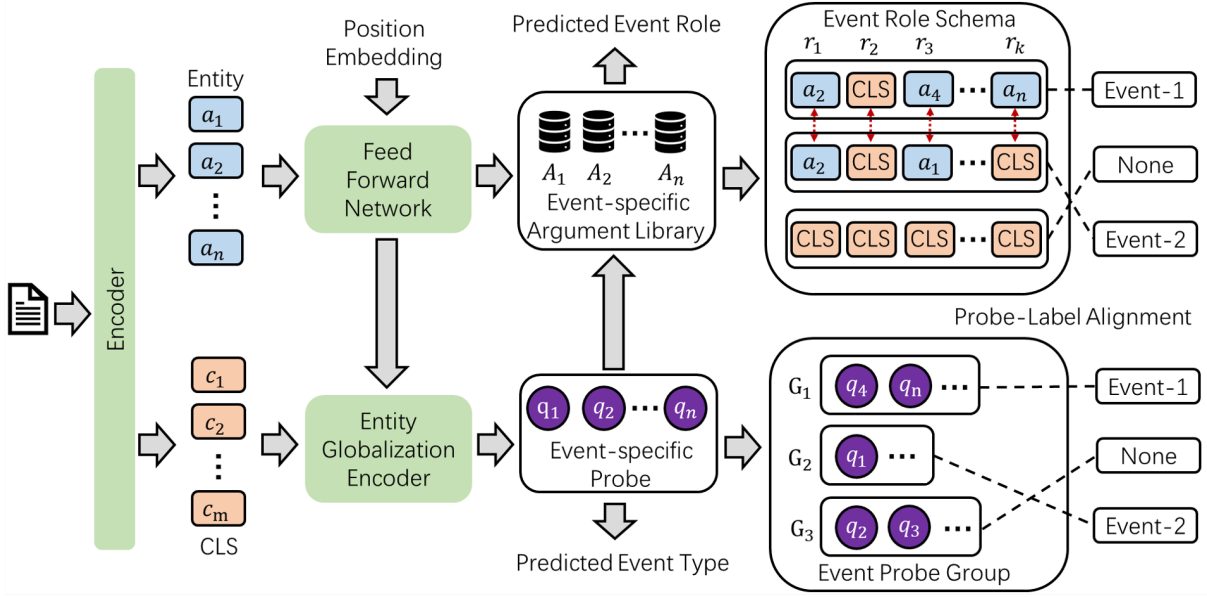 Encoder
Entity
a₁
a₂
⋮
aₙ
c₁
c₂
⋮
cₘ
CLS
Position
Embedding
Feed
Forward
Network
Entity
Globalization
Encoder
Predicted Event Role
A₁ A₂ ... Aₙ
Event-specific
Argument Library
q₁ q₂ ... qₙ
Event-specific
Probe
Predicted Event Type
Event Role Schema
r₁ r₂ r₃ rₖ
a₂ CLS a₄ ... aₙ
Event-1
a₂ CLS a₁ ... CLS
None
CLS CLS CLS ... CLS
Event-2
Probe-Label Alignment
G₁ q₄ qₙ ...
Event-1
G₂ q₁ ...
None
G₃ q₂ q₃ ...
Event-2
Event Probe Group